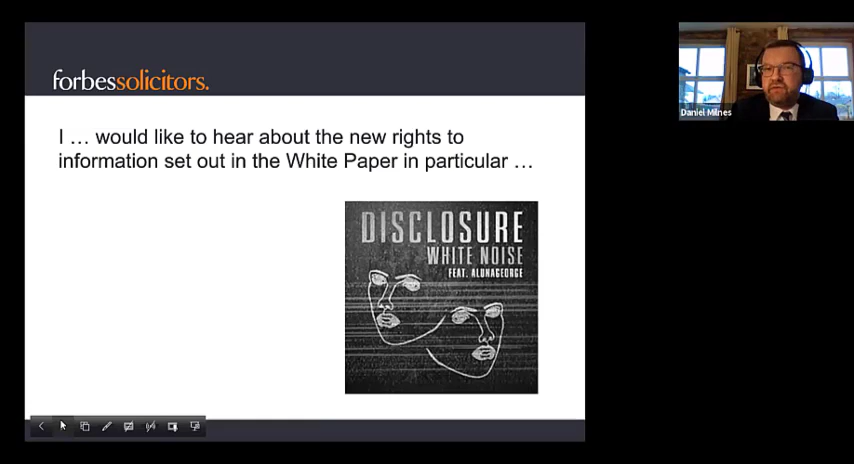 forbessolicitors.
I … would like to hear about the new rights to
information set out in the White Paper in particular …
DISCLOSURE
WHITE NOISE
FEAT. ALUNAGEORGE
Daniel Milnes